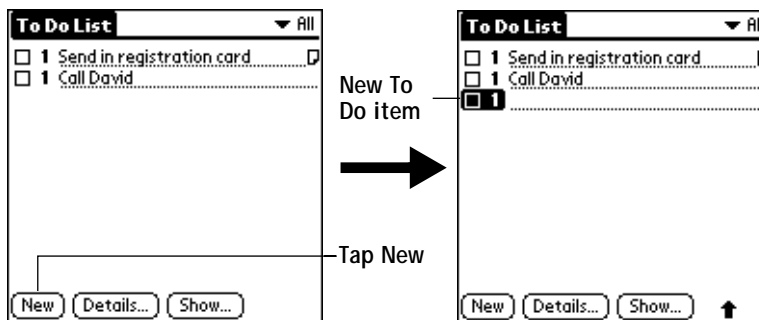 To Do List
All
1 Send in registration card
1 Call David
New
Details...
Show...
New To
Do item
Tap New
To Do List
1 Send in registration card
1 Call David
1
New
Details...
Show...